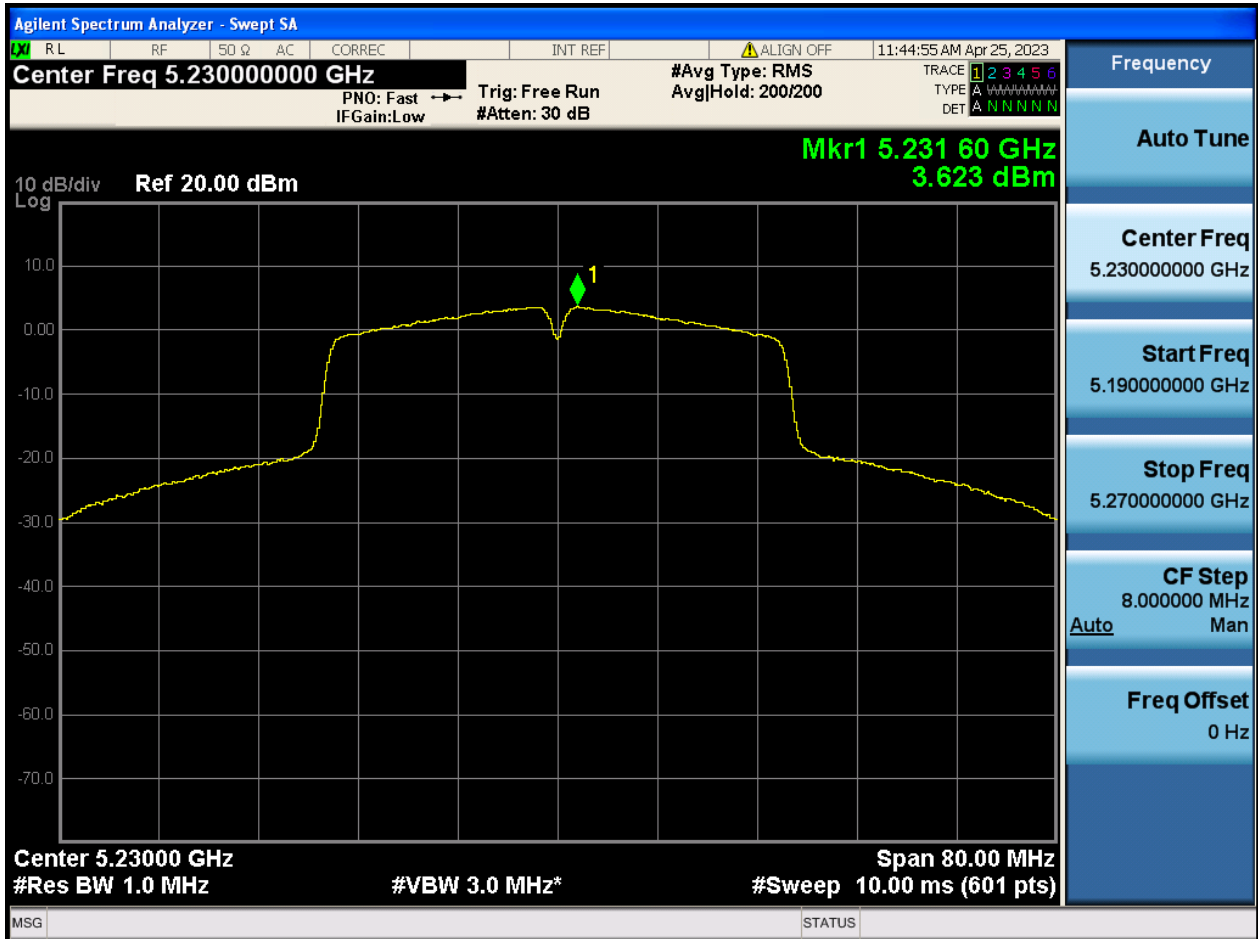 Agilent Spectrum Analyzer - Swept SA
LXI RL RF 50 Ω AC CORREC INT REF ALIGN OFF 11:44:55 AM Apr 25, 2023
Center Freq 5.230000000 GHz
PNO: Fast
IFGain:Low
Trig: Free Run
#Atten: 30 dB
#Avg Type: RMS
Avg|Hold: 200/200
TRACE 1 2 3 4 5 6
TYPE A WWWWWW
DET A N N N N N
Mkr1 5.231 60 GHz
3.623 dBm
10 dB/div Ref 20.00 dBm
Log
10.0
0.00
-10.0
-20.0
-30.0
-40.0
-50.0
-60.0
-70.0
1
Center 5.23000 GHz Span 80.00 MHz
#Res BW 1.0 MHz #VBW 3.0 MHz* #Sweep 10.00 ms (601 pts)
MSG STATUS
Frequency
Auto Tune
Center Freq
5.230000000 GHz
Start Freq
5.190000000 GHz
Stop Freq
5.270000000 GHz
CF Step
8.000000 MHz
Auto Man
Freq Offset
0 Hz